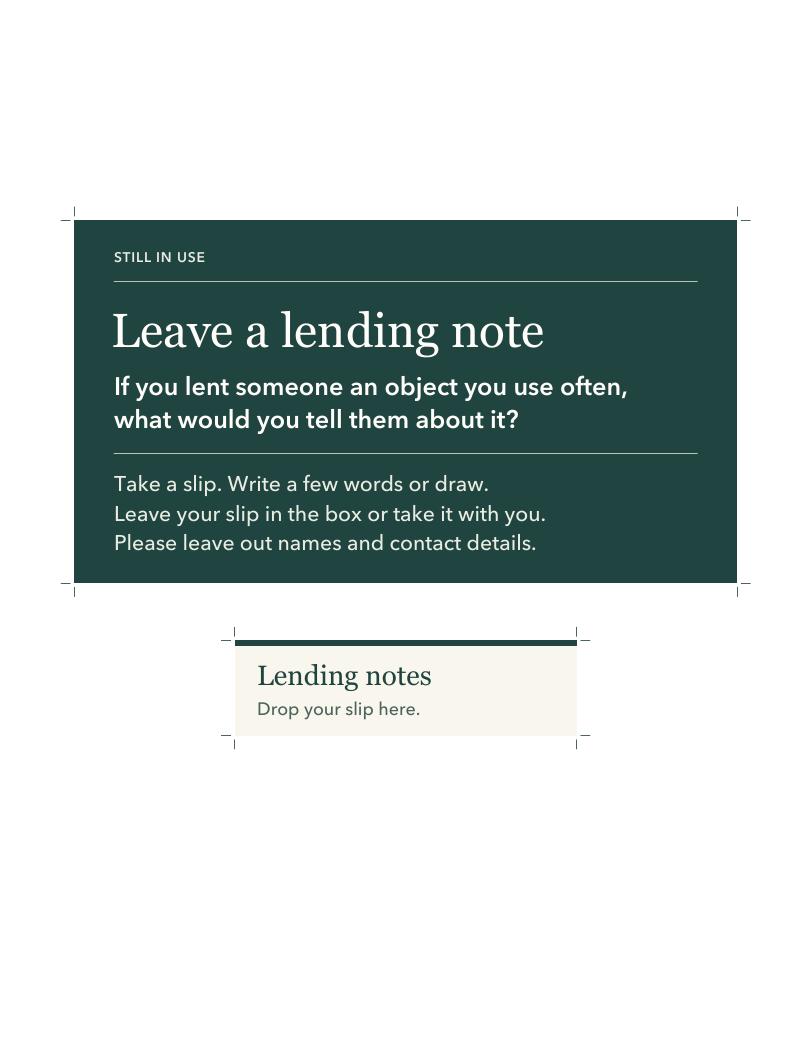 STILL IN USE
Leave a lending note
If you lent someone an object you use often,
what would you tell them about it?
Take a slip. Write a few words or draw.
Leave your slip in the box or take it with you.
Please leave out names and contact details.
Lending notes
Drop your slip here.